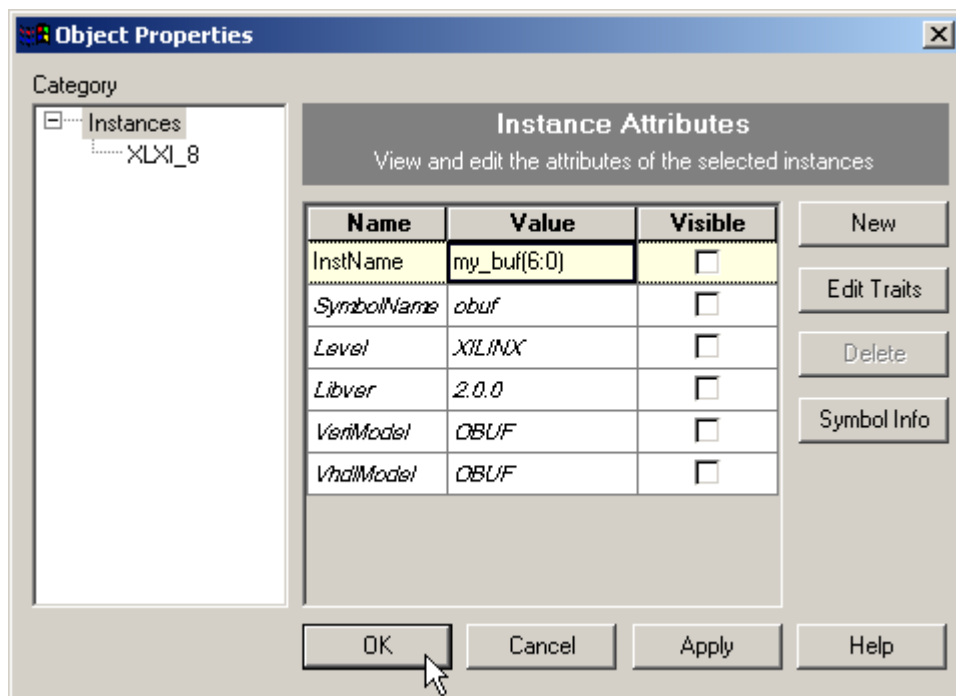 Object Properties
Category
Instances
XLXI_8
Instance Attributes
View and edit the attributes of the selected instances
Name Value Visible
InstName my_buf(6:0)
SymbolName obuf
Level XILINX
Libver 2.0.0
VeriModel OBUF
VhdlModel OBUF
New
Edit Traits
Delete
Symbol Info
OK Cancel Apply Help